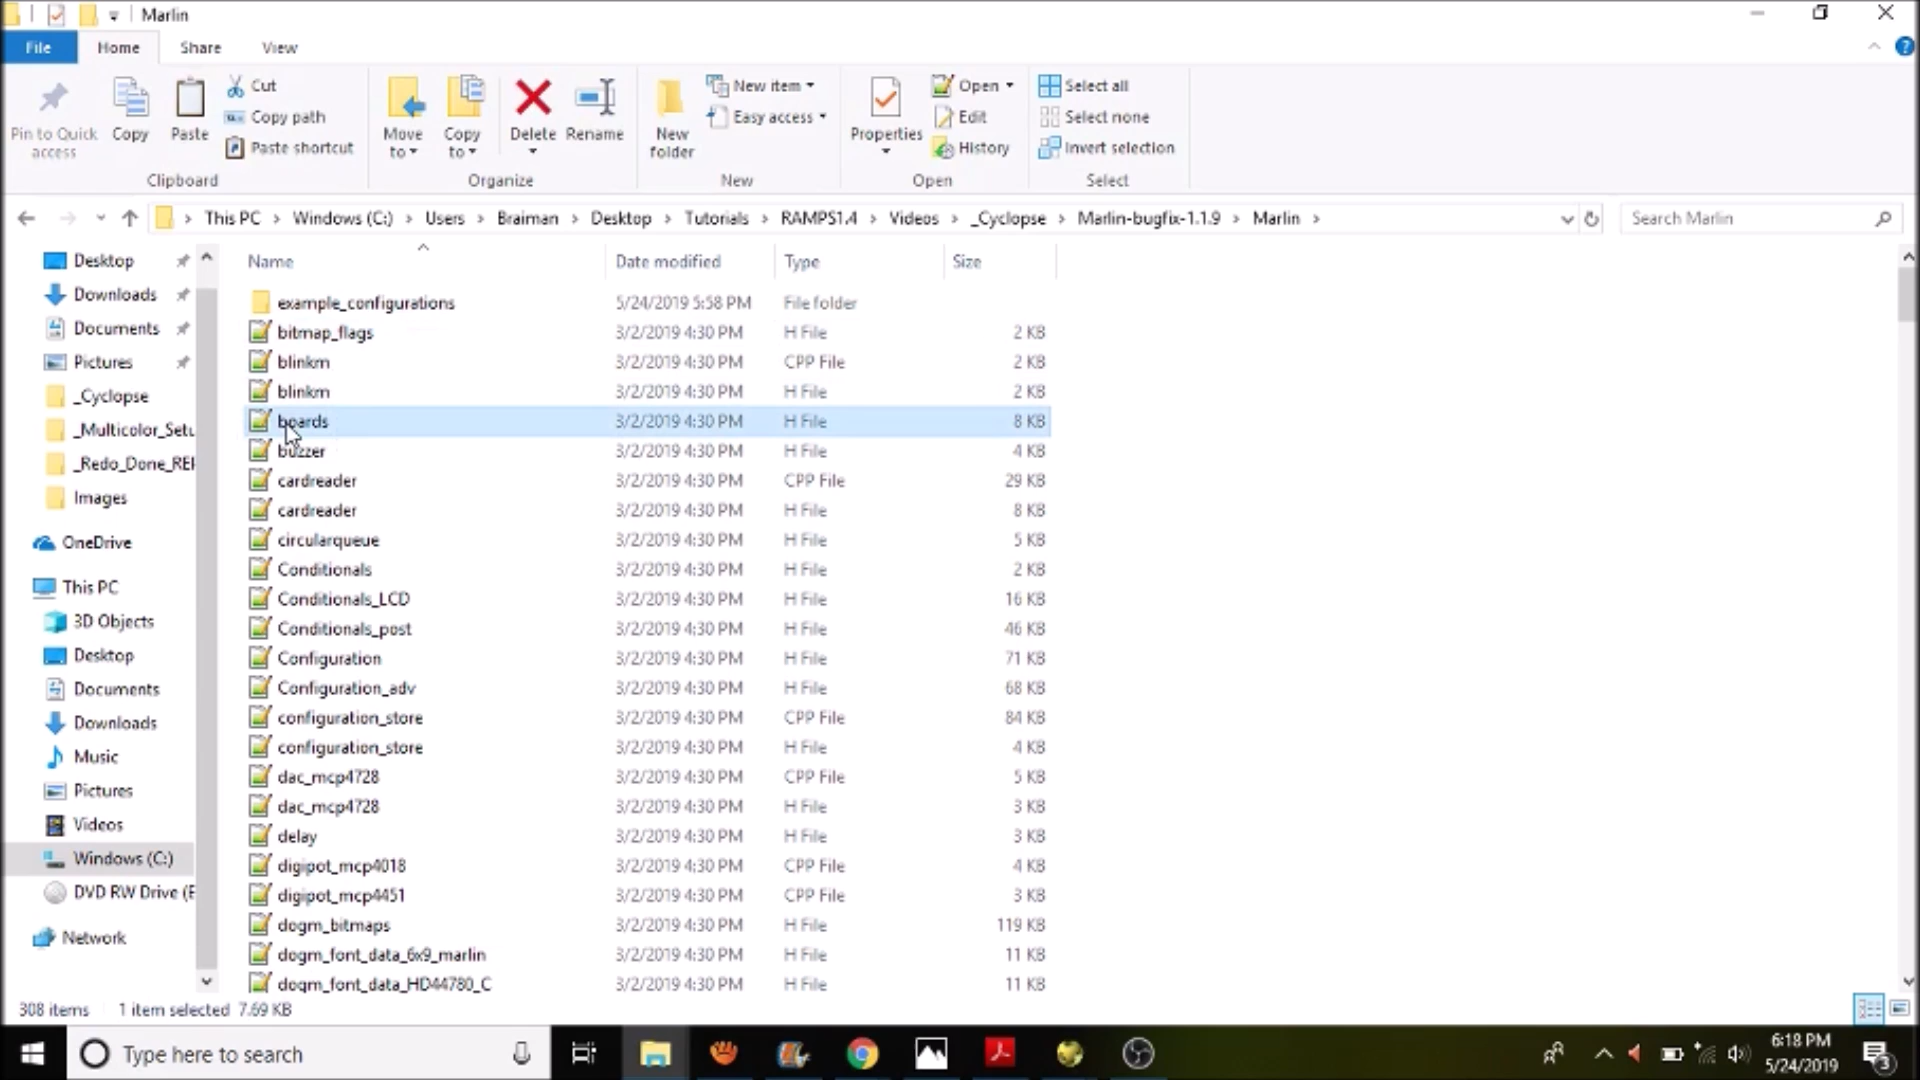 Marlin
File Home Share View
Pin to Quick access
Copy
Paste
Cut
Copy path
Paste shortcut
Clipboard
Move to
Copy to
Delete
Rename
Organize
New folder
New item
Easy access
New
Properties
Open
Edit
History
Open
Select all
Select none
Invert selection
Select
This PC > Windows (C:) > Users > Braiman > Desktop > Tutorials > RAMPS1.4 > Videos > _Cyclopse > Marlin-bugfix-1.1.9 > Marlin >
Search Marlin
Desktop
Downloads
Documents
Pictures
_Cyclopse
_Multicolor_Setu
_Redo_Done_REI
Images
OneDrive
This PC
3D Objects
Desktop
Documents
Downloads
Music
Pictures
Videos
Windows (C:)
DVD RW Drive (E
Network
Name Date modified Type Size
example_configurations 5/24/2019 5:58 PM File folder
bitmap_flags 3/2/2019 4:30 PM H File 2 KB
blinkm 3/2/2019 4:30 PM CPP File 2 KB
blinkm 3/2/2019 4:30 PM H File 2 KB
boards 3/2/2019 4:30 PM H File 8 KB
buzzer 3/2/2019 4:30 PM H File 4 KB
cardreader 3/2/2019 4:30 PM CPP File 29 KB
cardreader 3/2/2019 4:30 PM H File 8 KB
circularqueue 3/2/2019 4:30 PM H File 5 KB
Conditionals 3/2/2019 4:30 PM H File 2 KB
Conditionals_LCD 3/2/2019 4:30 PM H File 16 KB
Conditionals_post 3/2/2019 4:30 PM H File 46 KB
Configuration 3/2/2019 4:30 PM H File 71 KB
Configuration_adv 3/2/2019 4:30 PM H File 68 KB
configuration_store 3/2/2019 4:30 PM CPP File 84 KB
configuration_store 3/2/2019 4:30 PM H File 4 KB
dac_mcp4728 3/2/2019 4:30 PM CPP File 5 KB
dac_mcp4728 3/2/2019 4:30 PM H File 3 KB
delay 3/2/2019 4:30 PM H File 3 KB
digipot_mcp4018 3/2/2019 4:30 PM CPP File 4 KB
digipot_mcp4451 3/2/2019 4:30 PM CPP File 3 KB
dogm_bitmaps 3/2/2019 4:30 PM H File 119 KB
dogm_font_data_6x9_marlin 3/2/2019 4:30 PM H File 11 KB
dogm_font_data_HD44780_C 3/2/2019 4:30 PM H File 11 KB
308 items 1 item selected 7.69 KB
Type here to search
6:18 PM
5/24/2019
3